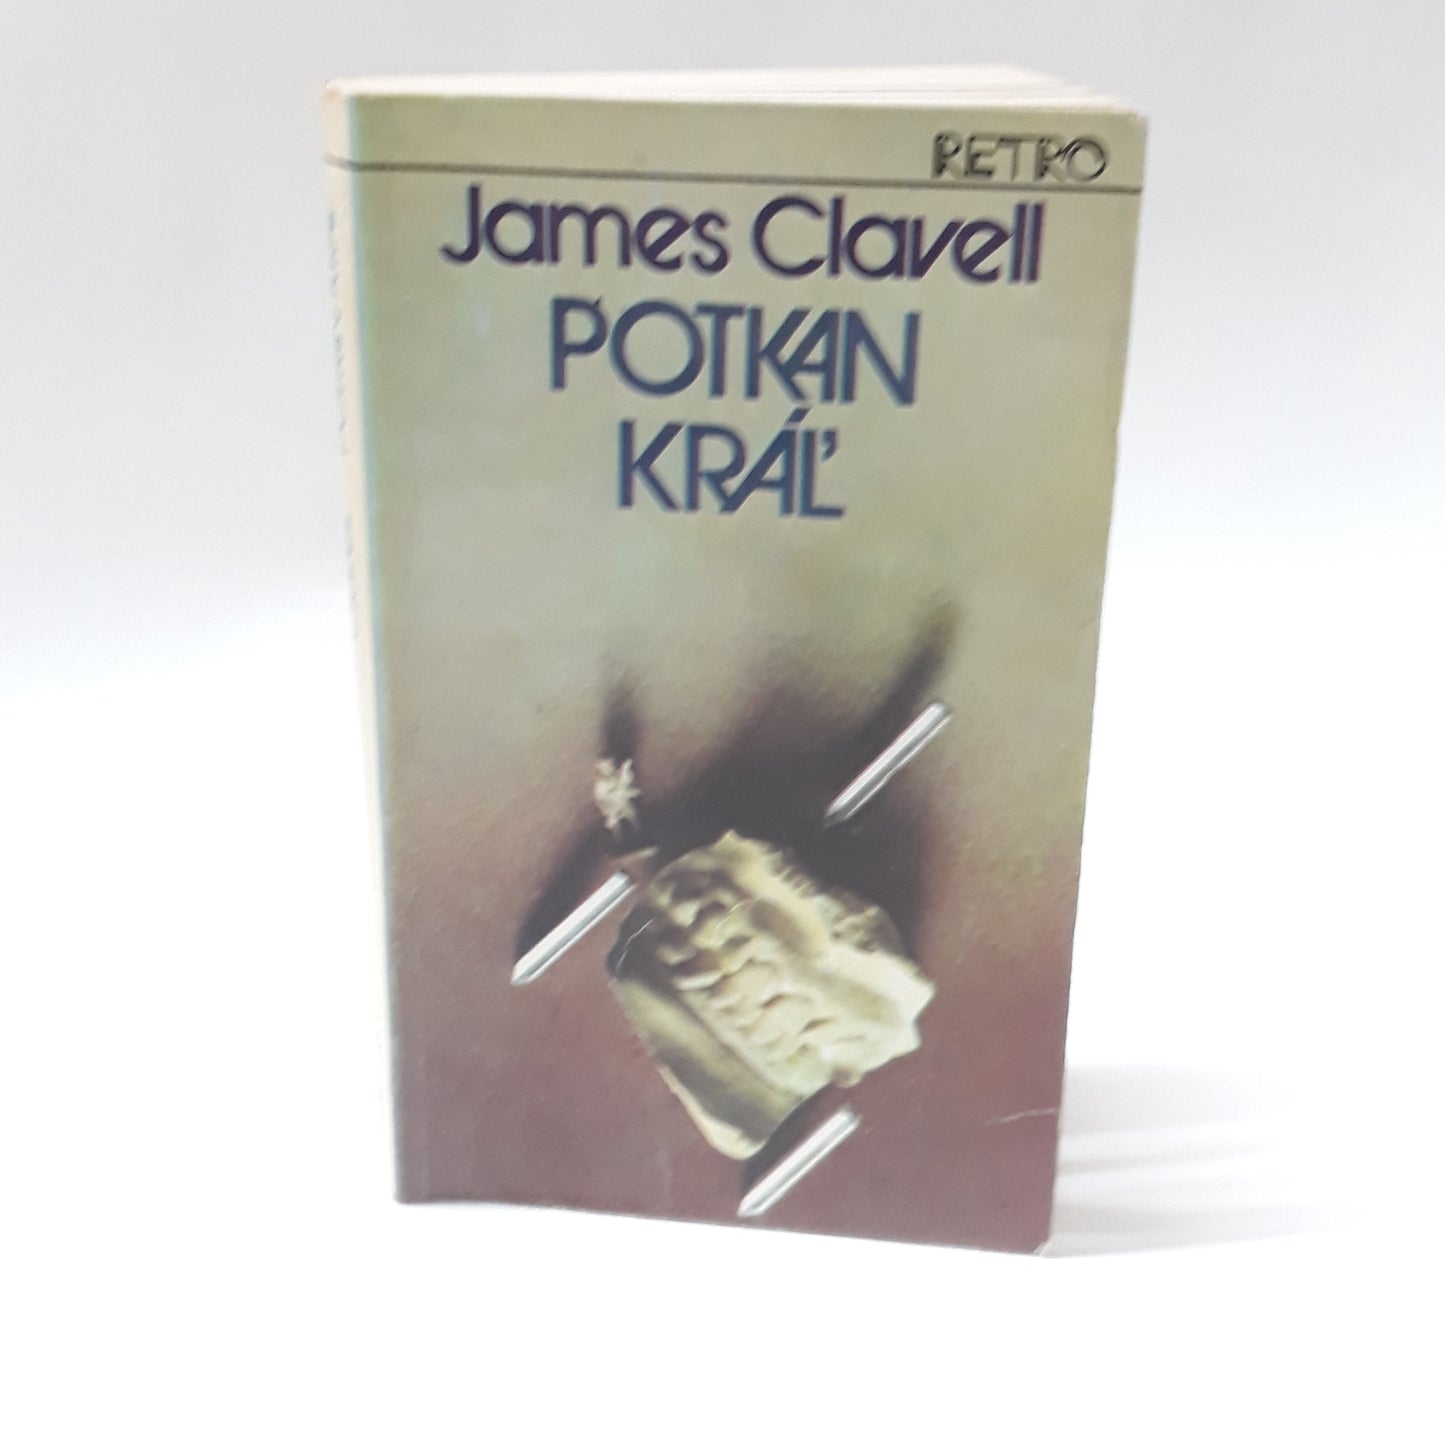 RETRO
James Clavell
POTKAN
KRÁĽ